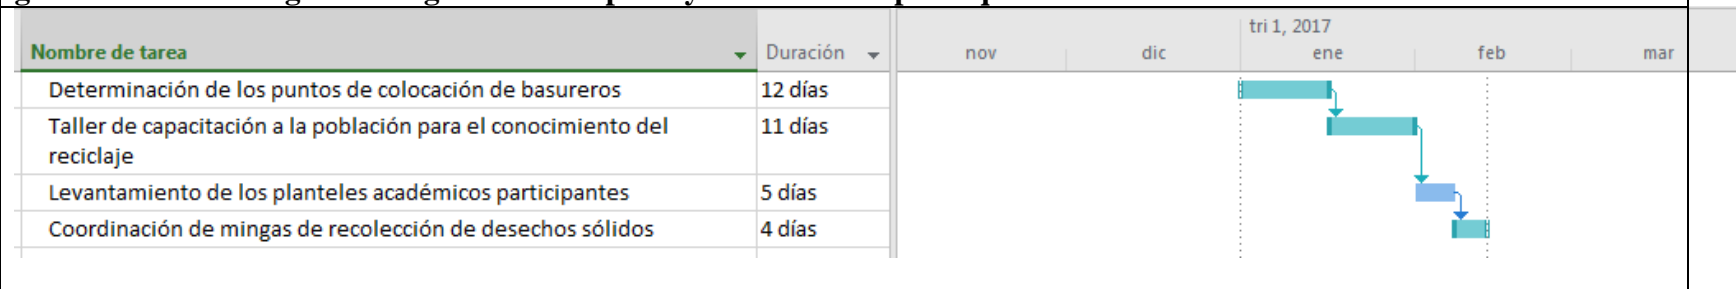 tri 1, 2017
Nombre de tarea Duración nov dic ene feb mar
Determinación de los puntos de colocación de basureros 12 días
Taller de capacitación a la población para el conocimiento del 11 días
reciclaje
Levantamiento de los planteles académicos participantes 5 días
Coordinación de mingas de recolección de desechos sólidos 4 días